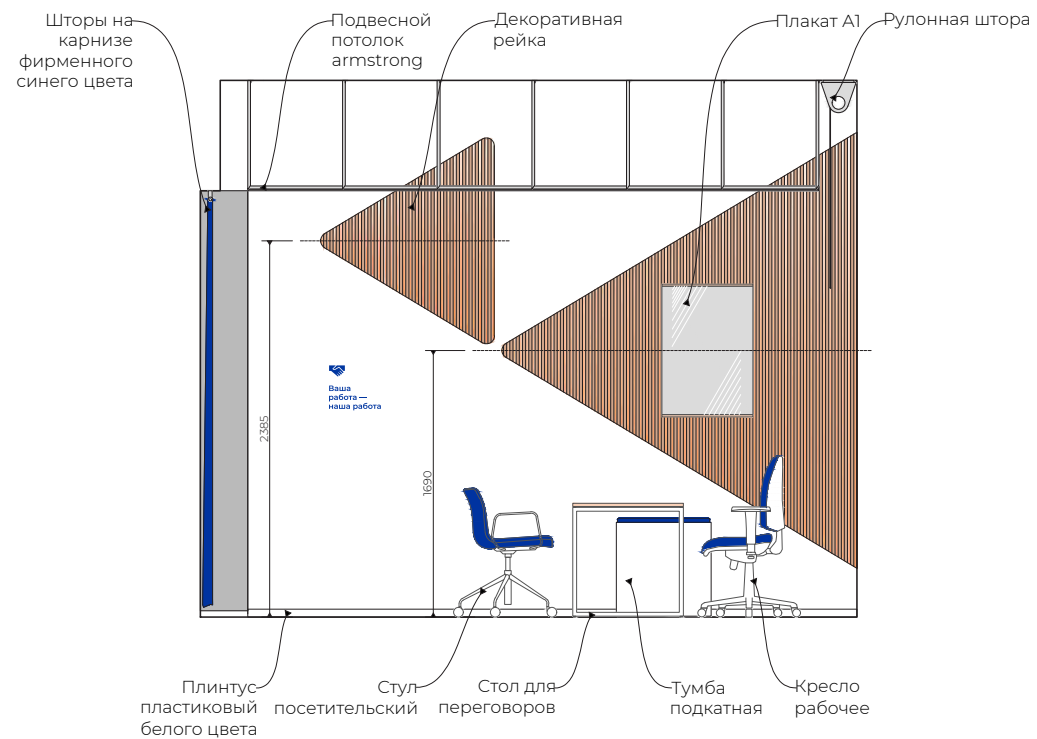 Шторы на
карнизе
фирменного
синего цвета
Подвесной
потолок
armstrong
Декоративная
рейка
Плакат А1
Рулонная штора
Ваша
работа —
наша работа
2385
1690
Плинтус
пластиковый
белого цвета
Стул
посетительский
Стол для
переговоров
Тумба
подкатная
Кресло
рабочее